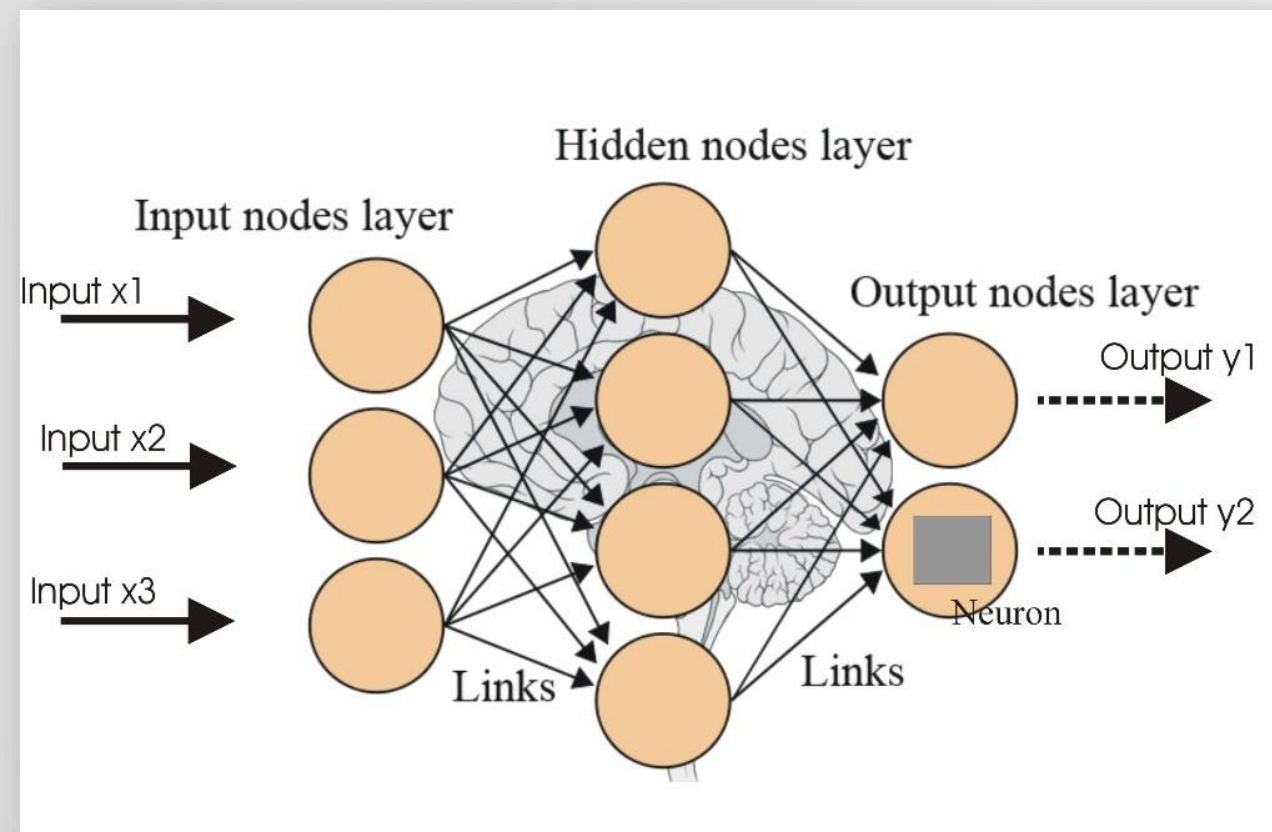 Hidden nodes layer
Input nodes layer
Input x1
Output nodes layer
Output y1
Input x2
Output y2
Input x3
Neuron
Links
Links